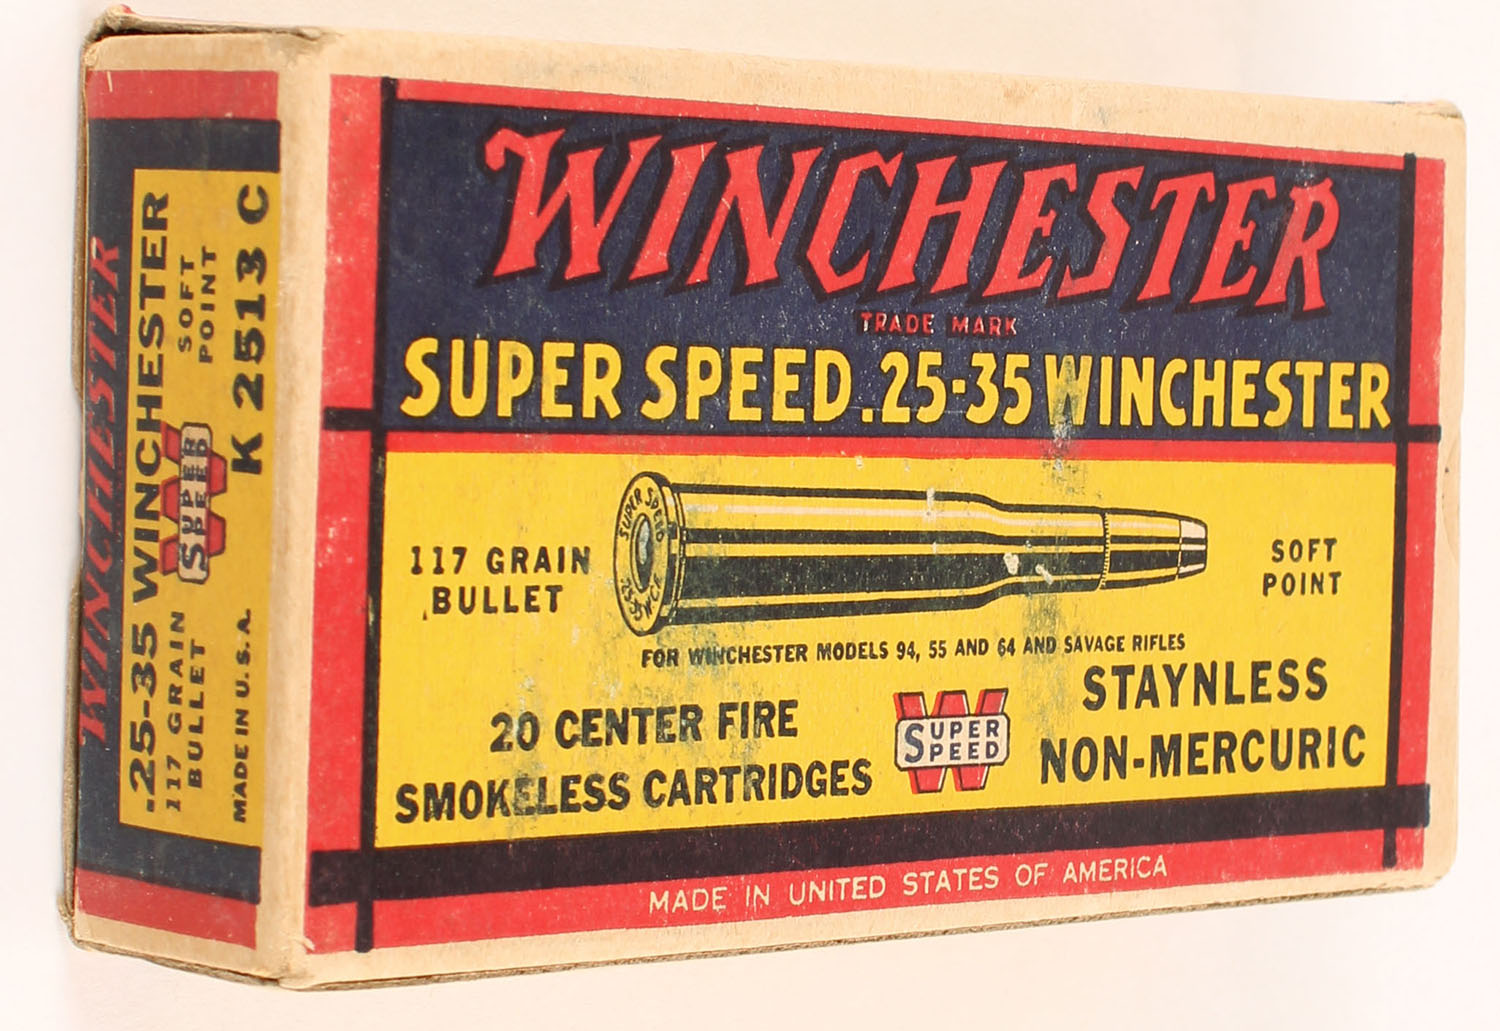 WINCHESTER
TRADE MARK
SUPER SPEED .25-35 WINCHESTER
117 GRAIN
BULLET
SUPER SPEED
25-35 W.C.F.
SOFT
POINT
FOR WINCHESTER MODELS 94, 55 AND 64 AND SAVAGE RIFLES
20 CENTER FIRE
SMOKELESS CARTRIDGES
SUPER
SPEED
STAYNLESS
NON-MERCURIC
MADE IN UNITED STATES OF AMERICA
WINCHESTER
.25-35 WINCHESTER
117 GRAIN
BULLET
SUPER
SPEED
SOFT
POINT
MADE IN U.S.A.
K 2513 C